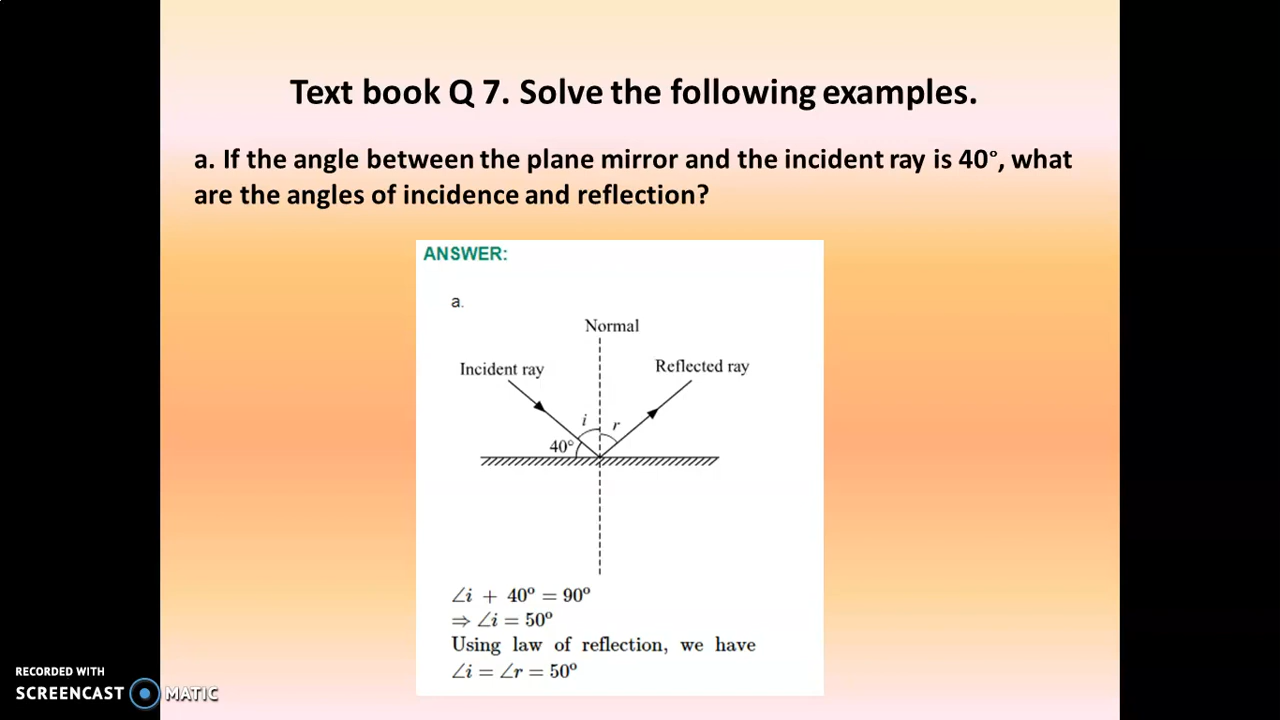 Text book Q 7. Solve the following examples.
a. If the angle between the plane mirror and the incident ray is 40°, what
are the angles of incidence and reflection?
ANSWER:
a.
Normal
Incident ray
Reflected ray
i
r
40°
∠i + 40° = 90°
⇒ ∠i = 50°
Using law of reflection, we have
∠i = ∠r = 50°
RECORDED WITH
SCREENCAST MATIC